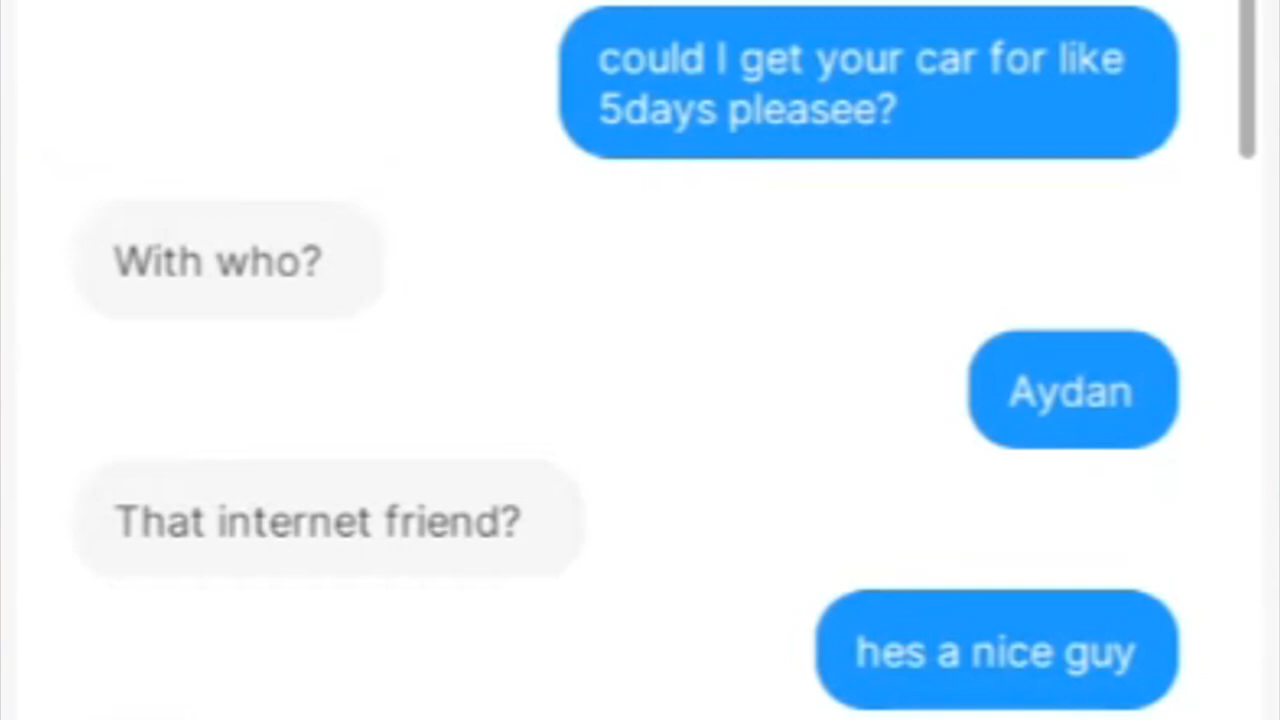 could I get your car for like
5days pleasee?
With who?
Aydan
That internet friend?
hes a nice guy